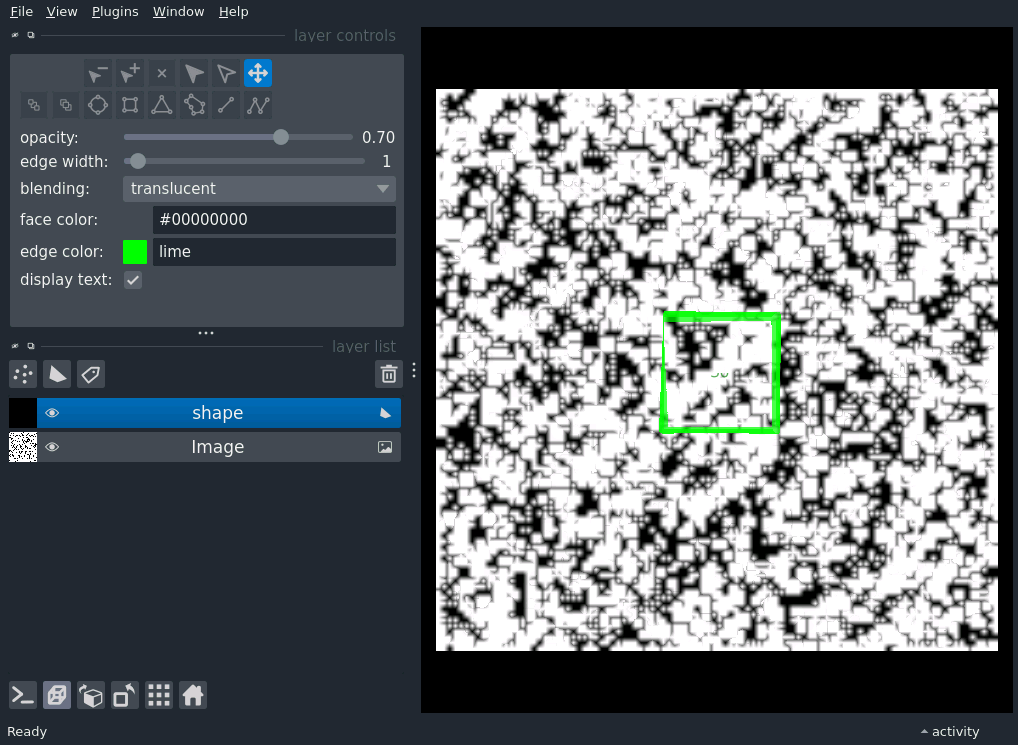 File View Plugins Window Help
layer controls
opacity: 0.70
edge width: 1
blending: translucent
face color: #00000000
edge color: lime
display text:
layer list
shape
Image
Ready
activity